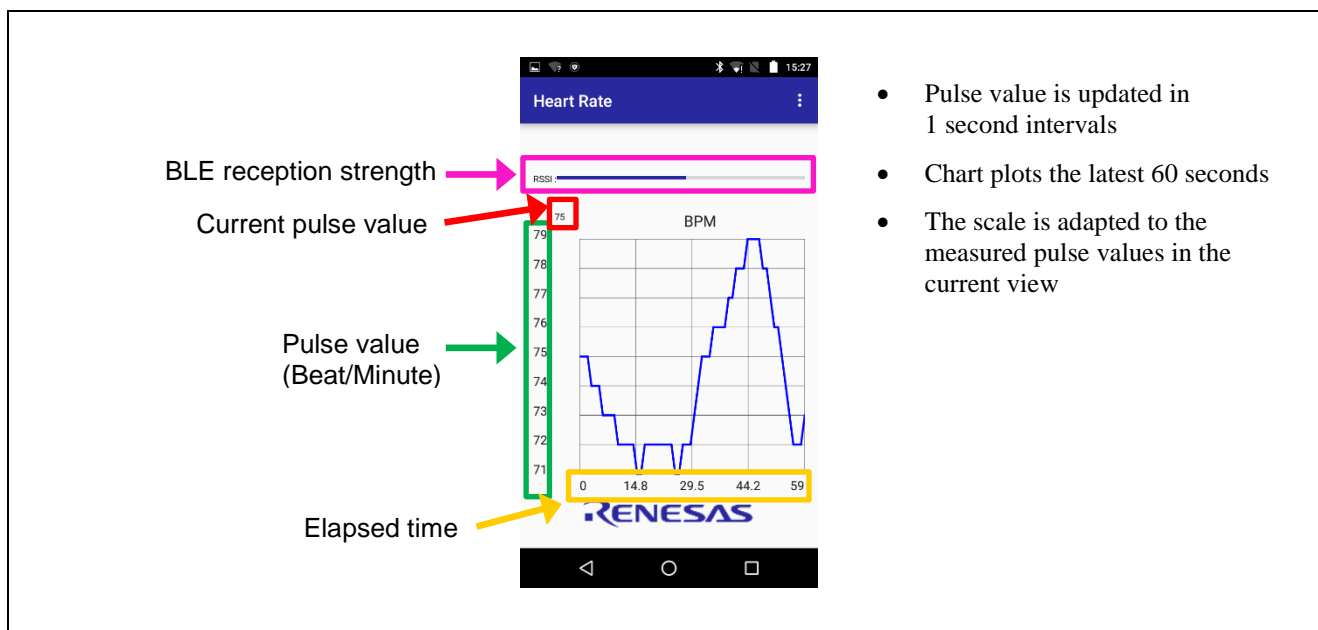 15:27
Heart Rate
BLE reception strength
RSSI :
Current pulse value
75
BPM
79
78
77
76
75
74
73
72
71
Pulse value
(Beat/Minute)
0 14.8 29.5 44.2 59
Elapsed time
RENESAS
• Pulse value is updated in
1 second intervals
• Chart plots the latest 60 seconds
• The scale is adapted to the
measured pulse values in the
current view